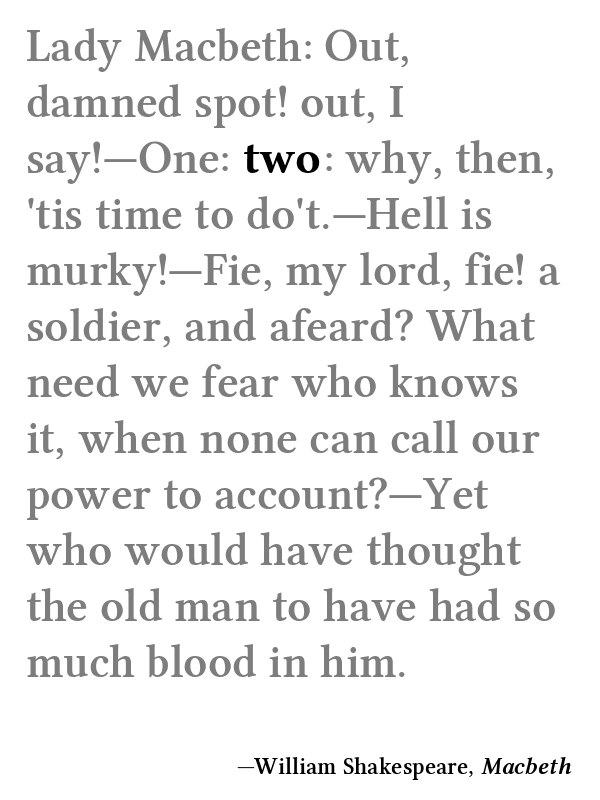 Lady Macbeth: Out,
damned spot! out, I
say!—One: two: why, then,
'tis time to do't.—Hell is
murky!—Fie, my lord, fie! a
soldier, and afeard? What
need we fear who knows
it, when none can call our
power to account?—Yet
who would have thought
the old man to have had so
much blood in him.
—William Shakespeare, Macbeth